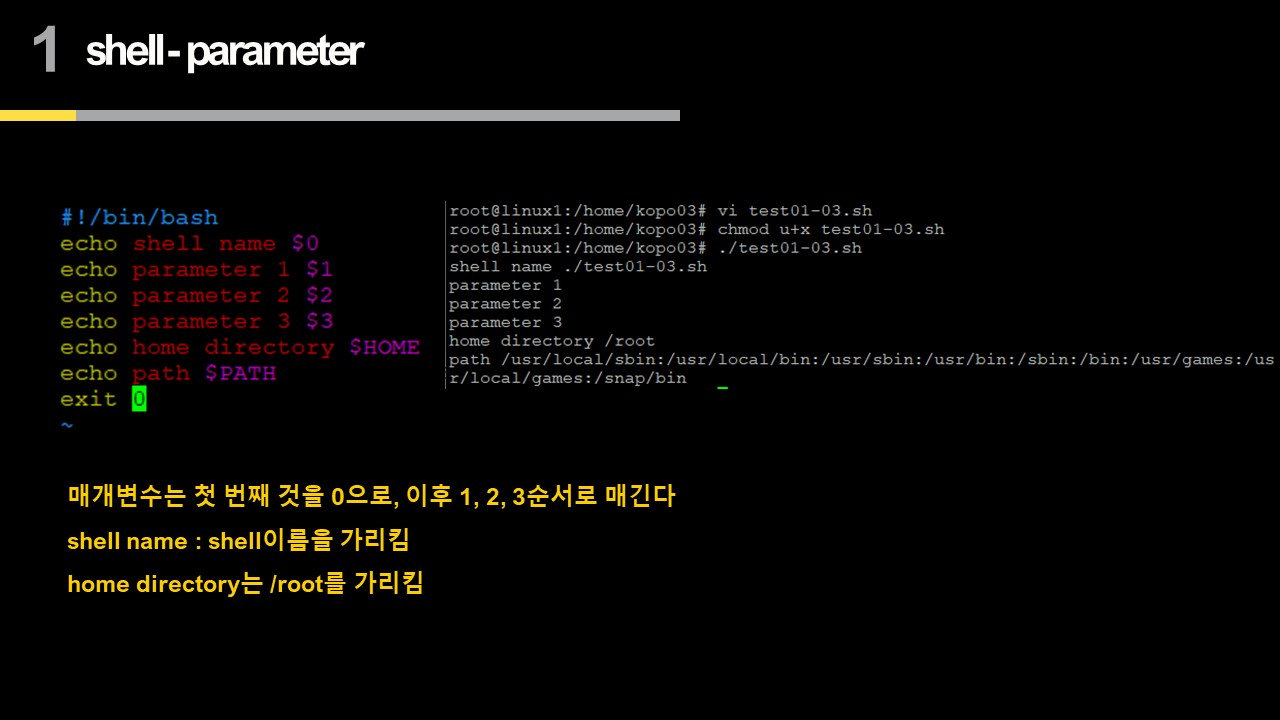 1 shell - parameter
#!/bin/bash
echo shell name $0
echo parameter 1 $1
echo parameter 2 $2
echo parameter 3 $3
echo home directory $HOME
echo path $PATH
exit 0
~
root@linux1:/home/kopo03# vi test01-03.sh
root@linux1:/home/kopo03# chmod u+x test01-03.sh
root@linux1:/home/kopo03# ./test01-03.sh
shell name ./test01-03.sh
parameter 1
parameter 2
parameter 3
home directory /root
path /usr/local/sbin:/usr/local/bin:/usr/sbin:/usr/bin:/sbin:/bin:/usr/games:/us
r/local/games:/snap/bin
매개변수는 첫 번째 것을 0으로, 이후 1, 2, 3순서로 매긴다
shell name : shell이름을 가리킴
home directory는 /root를 가리킴